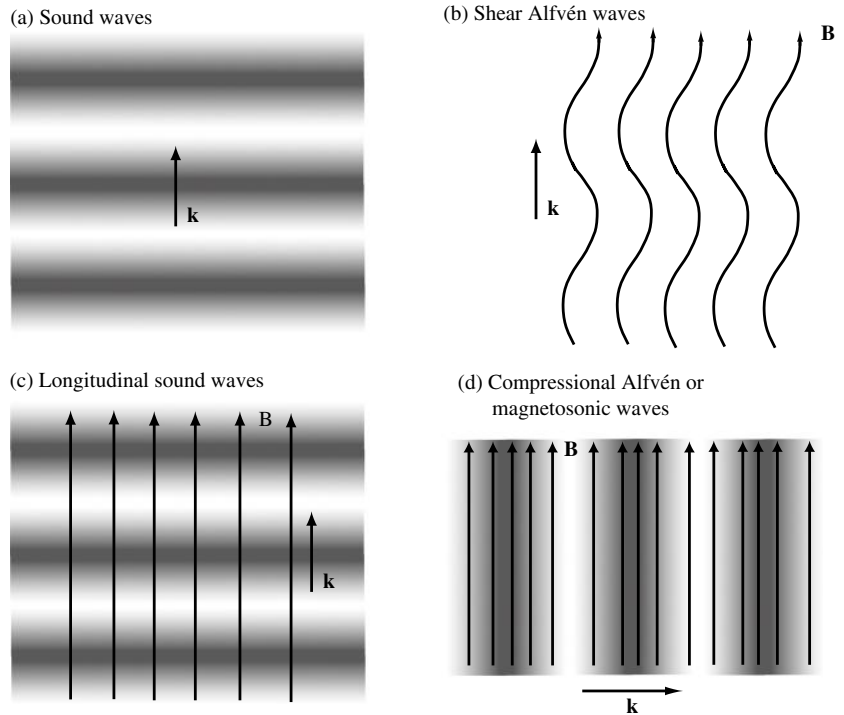 (a) Sound waves
k
(b) Shear Alfvén waves
B
k
(c) Longitudinal sound waves
B
k
(d) Compressional Alfvén or
magnetosonic waves
B
k